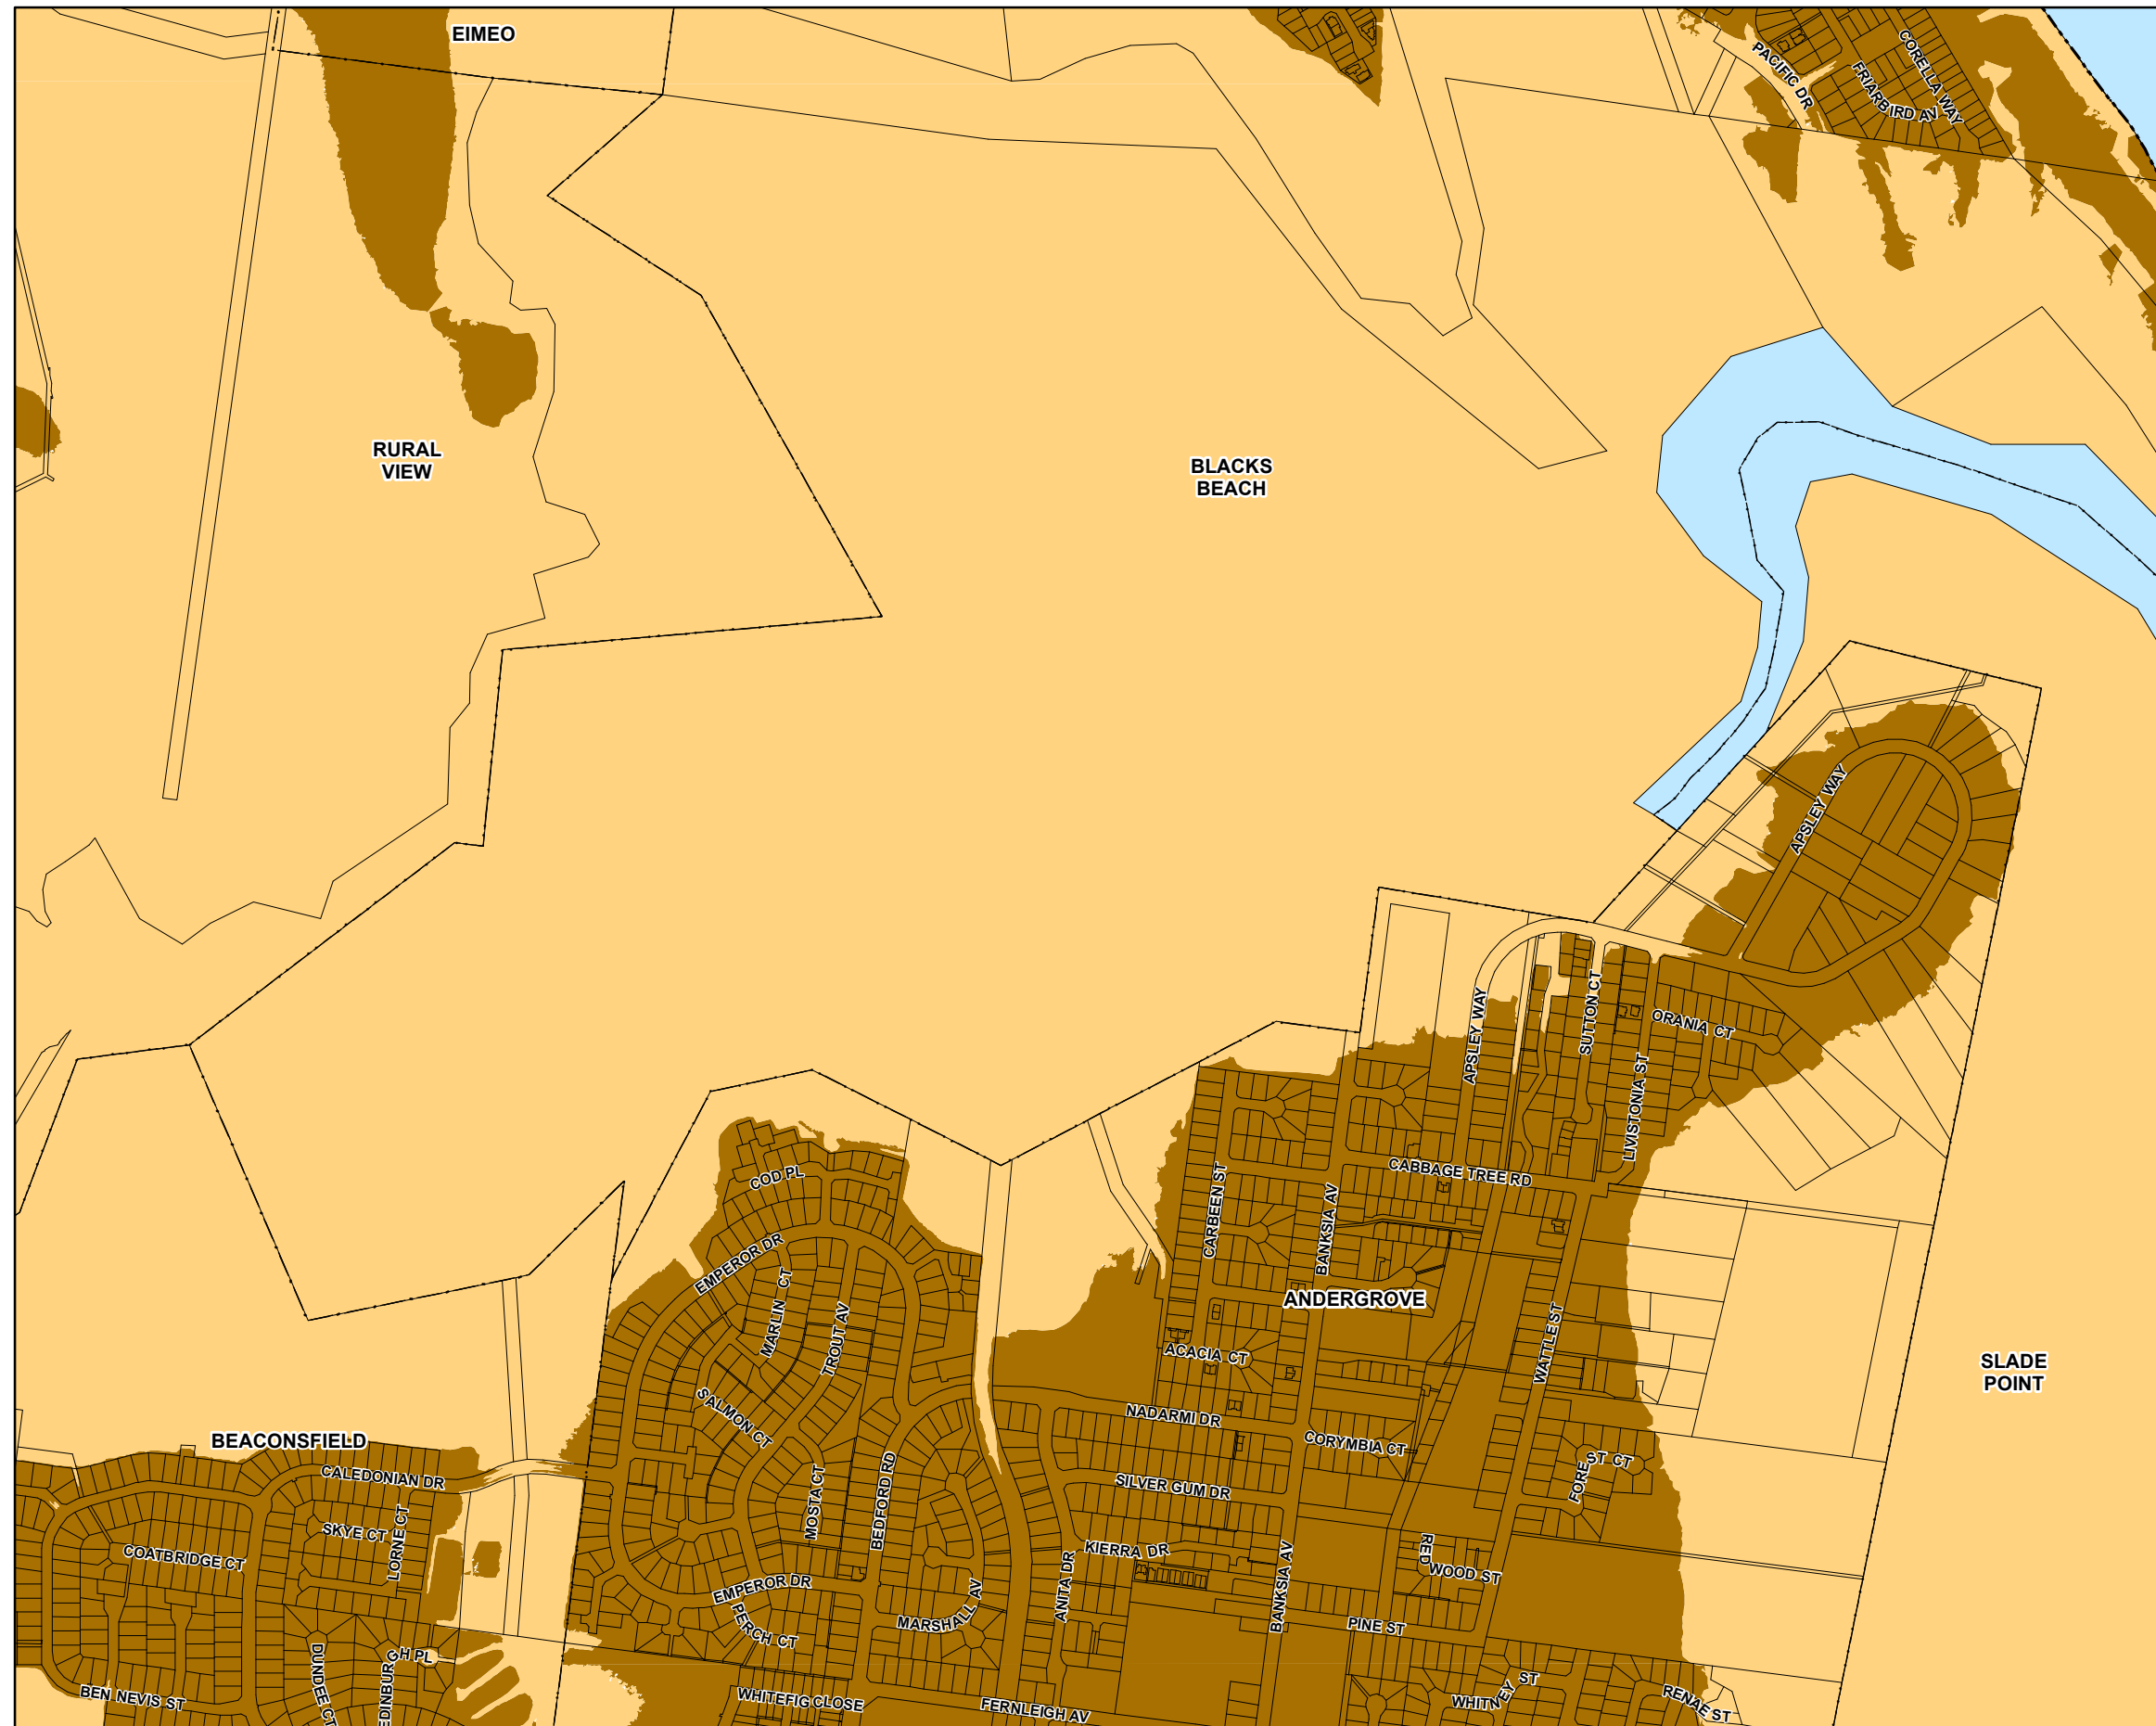 EIMEO
PACIFIC DR
FRIARBIRD AV
CORELLA WAY
RURAL
VIEW
BLACKS
BEACH
APSLEY WAY
APSLEY WAY
SUTTON CT
ORANIA CT
LIVISTONIA ST
CABBAGE TREE RD
CARBEEN ST
BANKSIA AV
COD PL
EMPEROR DR
MARLIN CT
TROUT AV
ANDERGROVE
WATTLE ST
ACACIA CT
SLADE
POINT
SALMON CT
NADARMI DR
CORYMBIA CT
BEACONSFIELD
CALEDONIAN DR
SILVER GUM DR
FOREST CT
MOSTA CT
BEDFORD RD
SKYE CT
LORNE CT
COATBRIDGE CT
KIERRA DR
RED
WOOD ST
ANITA DR
BANKSIA AV
EMPEROR DR
PERCH CT
MARSHALL AV
PINE ST
DUNDEE CT
EDINBURGH PL
BEN NEVIS ST
WHITEFIG CLOSE
FERNLEIGH AV
WHITNEY ST
RENAE ST